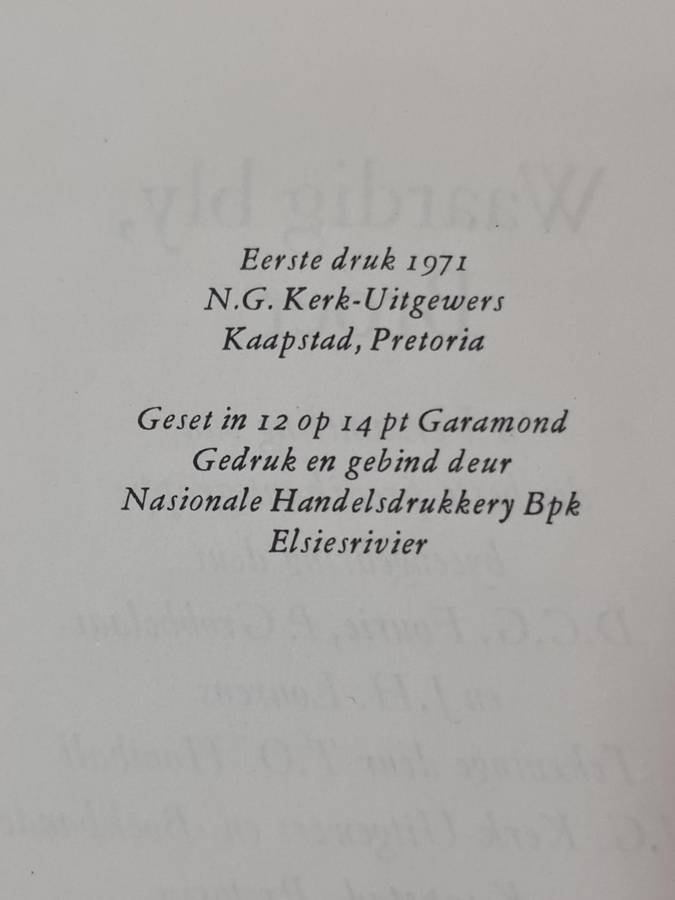 Eerste druk 1971
N.G. Kerk-Uitgewers
Kaapstad, Pretoria
Geset in 12 op 14 pt Garamond
Gedruk en gebind deur
Nasionale Handelsdrukkery Bpk
Elsiesrivier